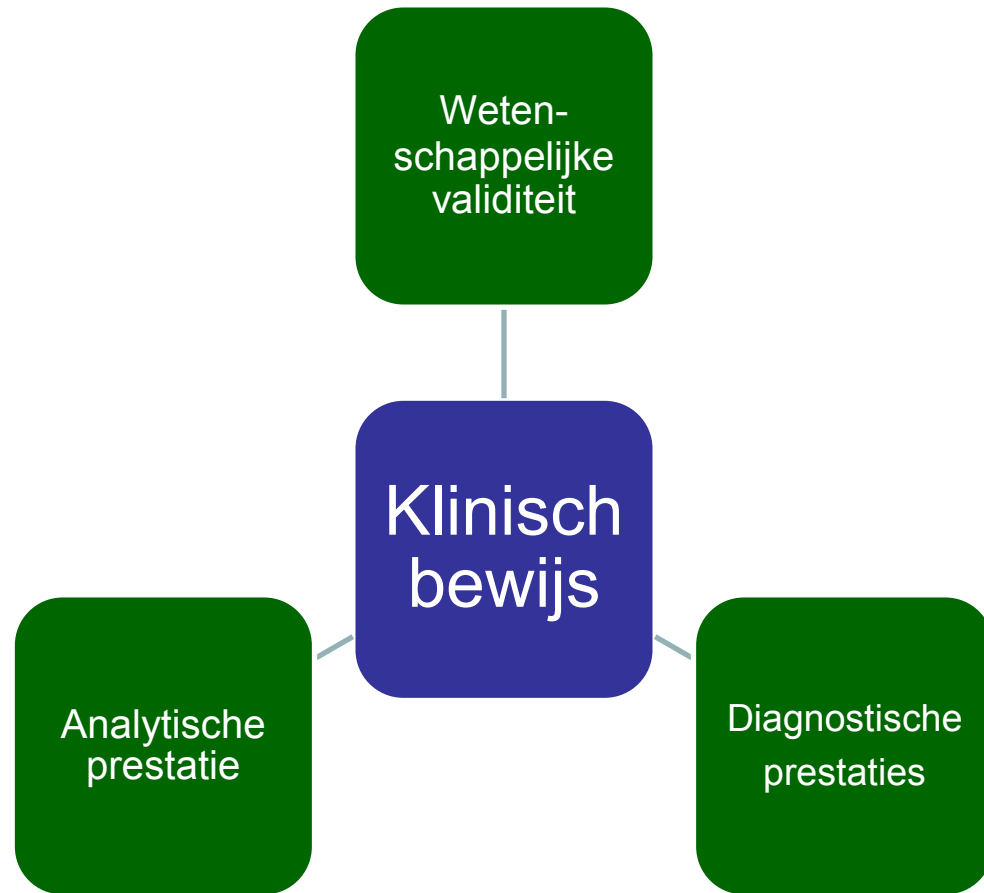 Weten-
schappelijke
validiteit
Klinisch
bewijs
Analytische
prestatie
Diagnostische
prestaties